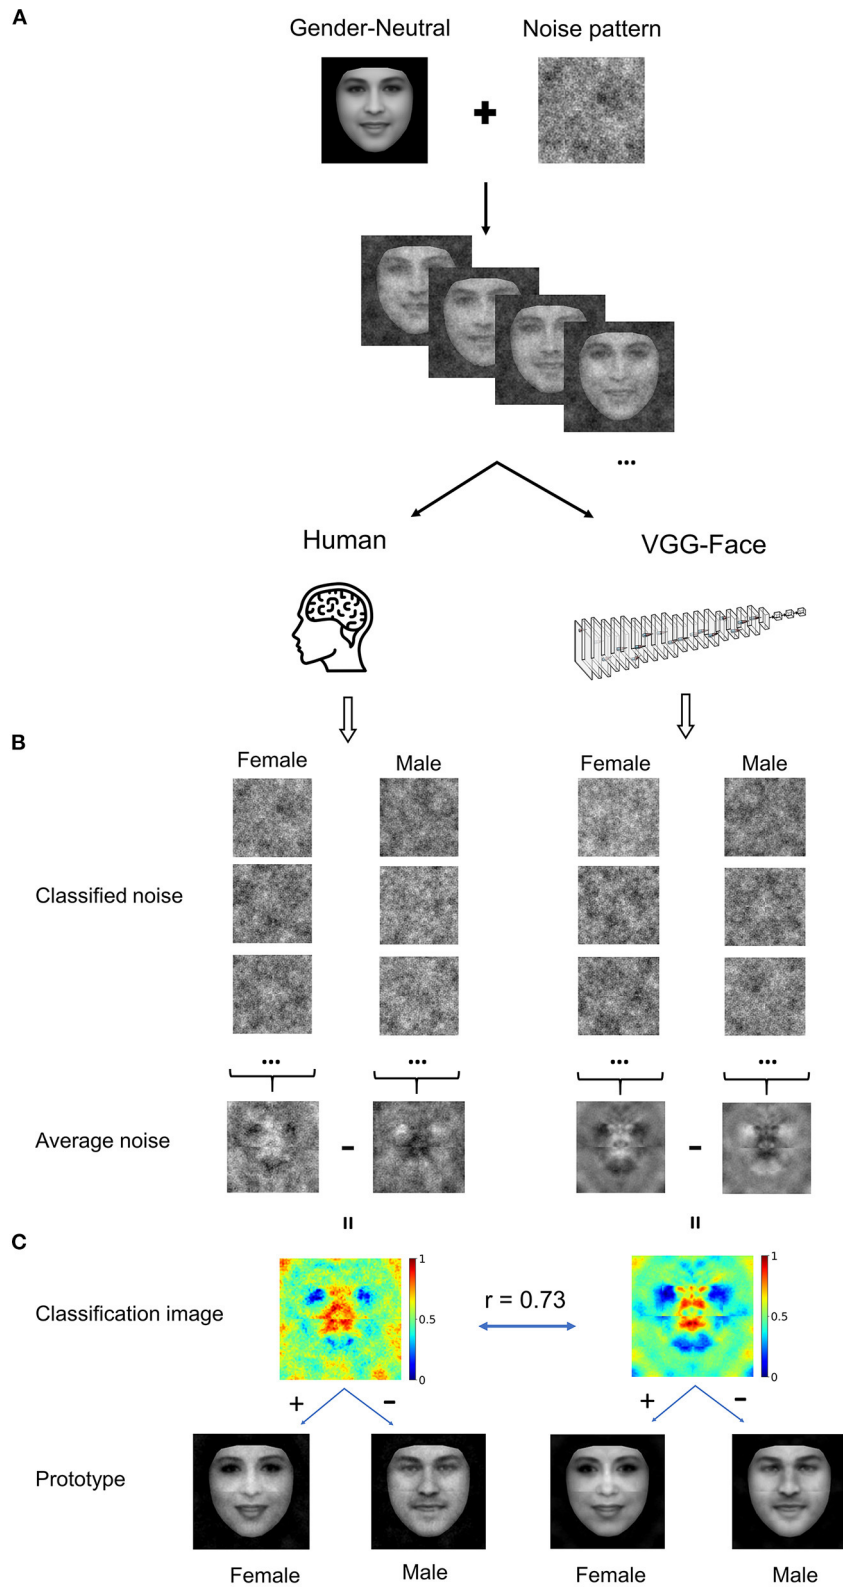 A
Gender-Neutral Noise pattern
+
...
Human VGG-Face
B
Female Male Female Male
Classified noise
... ... ... ...
Average noise - -
= =
C
1 1
Classification image r = 0.73 0.5 0.5
0 0
+ - + -
Prototype
Female Male Female Male